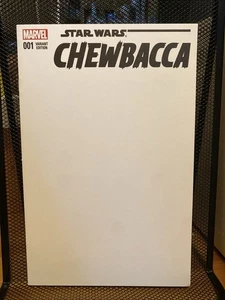 MARVEL
001 VARIANT
EDITION
STAR WARS
CHEWBACCA